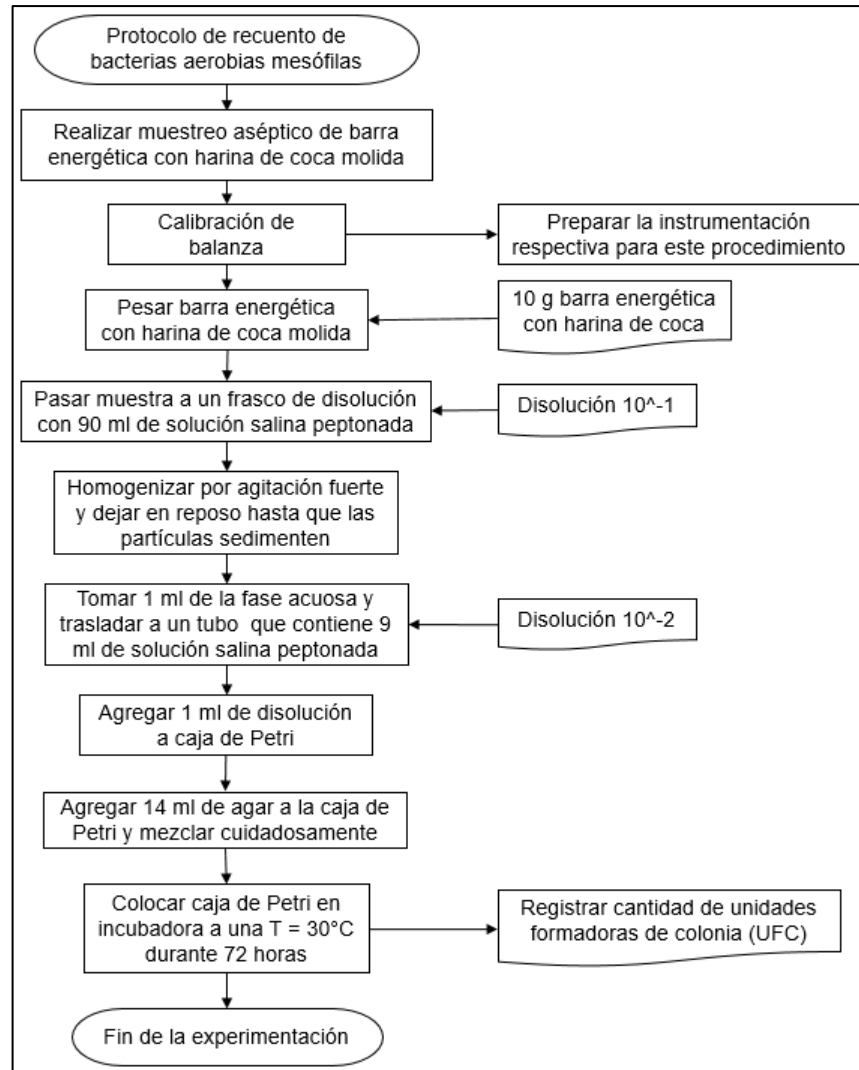 Protocolo de recuento de
bacterias aerobias mesófilas
Realizar muestreo aséptico de barra
energética con harina de coca molida
Calibración de
balanza
Preparar la instrumentación
respectiva para este procedimiento
Pesar barra energética
con harina de coca molida
10 g barra energética
con harina de coca
Pasar muestra a un frasco de disolución
con 90 ml de solución salina peptonada
Disolución 10^-1
Homogenizar por agitación fuerte
y dejar en reposo hasta que las
partículas sedimenten
Tomar 1 ml de la fase acuosa y
trasladar a un tubo que contiene 9
ml de solución salina peptonada
Disolución 10^-2
Agregar 1 ml de disolución
a caja de Petri
Agregar 14 ml de agar a la caja de
Petri y mezclar cuidadosamente
Colocar caja de Petri en
incubadora a una T = 30°C
durante 72 horas
Registrar cantidad de unidades
formadoras de colonia (UFC)
Fin de la experimentación